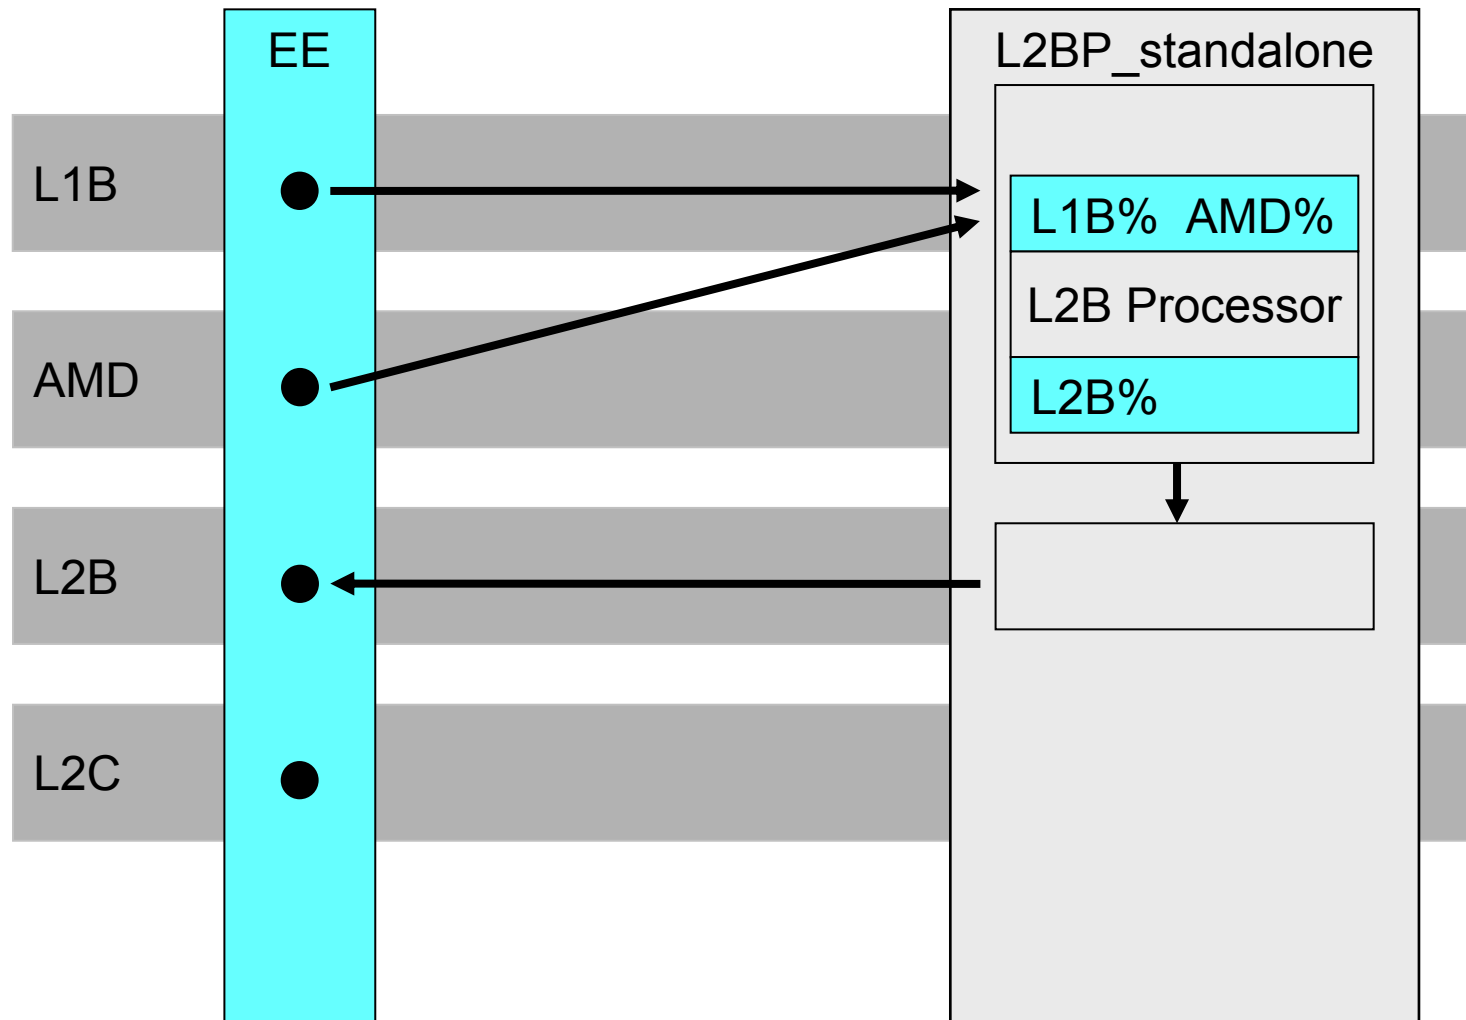 EE
L2BP_standalone
L1B
L1B% AMD%
L2B Processor
AMD
L2B%
L2B
L2C